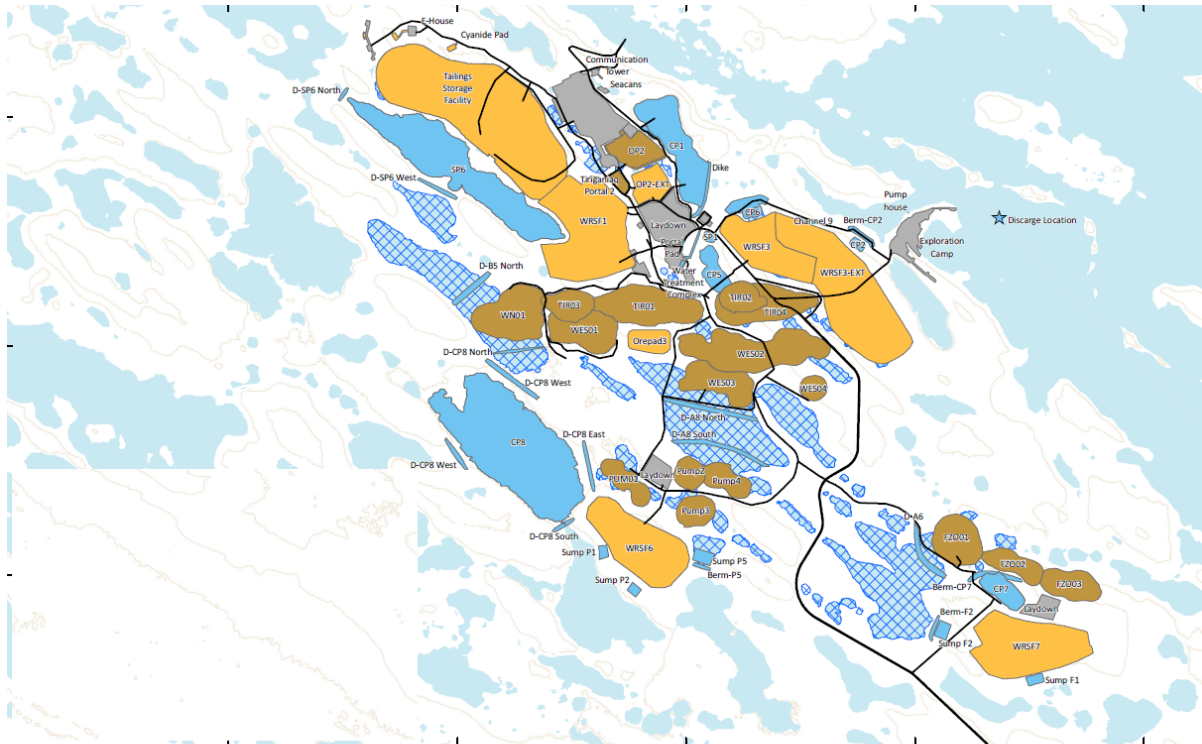 E-House
Cyanide Pad
Communication
Tower
Seacans
Tailings
Storage
Facility
D-SP6 North
OP2
CP1
Dike
SP6
D-SP6 West
Tiriganiaq
Portal 2
OP2-EXT
WRSF1
Laydown
CP6
Channel 9
Berm-CP2
Pump
house
Discarge Location
Portal
Pad
WRSF3
CP2
Exploration
Camp
D-B5 North
Water
Treatment
Complex
CP5
WRSF3-EXT
WN01
TIR03
TIR01
TIR02
TIR04
WES01
Orepad3
D-CP8 North
WES02
D-CP8 West
WES03
WES04
D-A8 North
CP8
D-CP8 East
D-A8 South
D-CP8 West
PUM03
Laydown
Pump2
Pump4
Pump3
D-CP8 South
D-A6
FZO01
WRSF6
Sump P1
Sump P5
Berm-P5
FZO02
Sump P2
Berm-CP7
CP7
FZO03
Laydown
Berm-F2
Sump F2
WRSF7
Sump F1